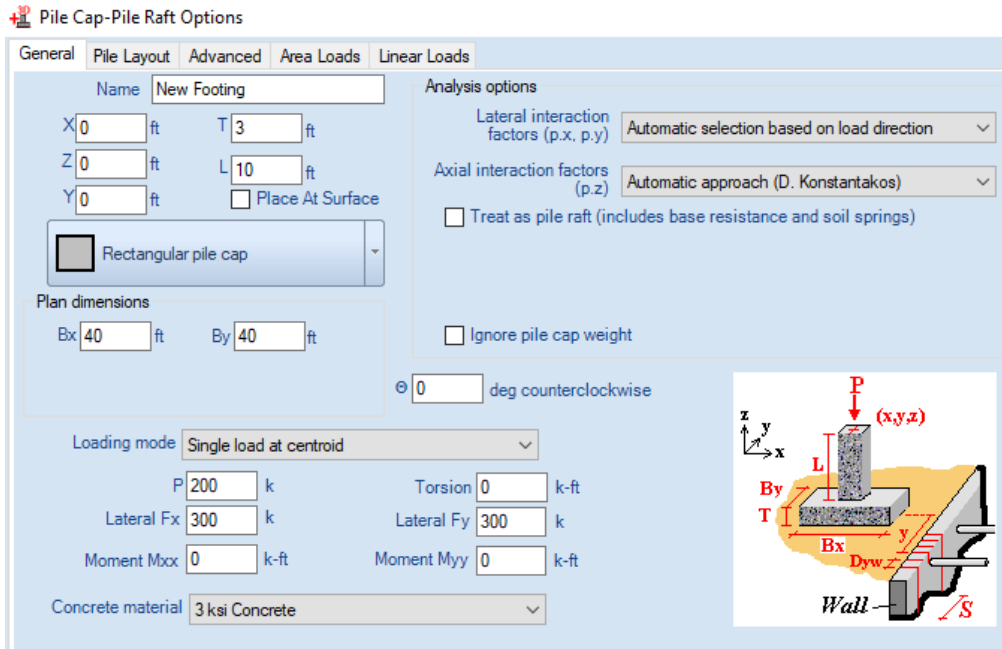 Pile Cap-Pile Raft Options
General Pile Layout Advanced Area Loads Linear Loads
Name New Footing
X 0 ft T 3 ft
Z 0 ft L 10 ft
Y 0 ft Place At Surface
Rectangular pile cap
Plan dimensions
Bx 40 ft By 40 ft
Analysis options
Lateral interaction factors (p.x, p.y) Automatic selection based on load direction
Axial interaction factors (p.z) Automatic approach (D. Konstantakos)
Treat as pile raft (includes base resistance and soil springs)
Ignore pile cap weight
Θ 0 deg counterclockwise
Loading mode Single load at centroid
P 200 k Torsion 0 k-ft
Lateral Fx 300 k Lateral Fy 300 k
Moment Mxx 0 k-ft Moment Myy 0 k-ft
Concrete material 3 ksi Concrete
P
(x,y,z)
z
y
x
L
By
T
Bx
y
Dyw
Wall
S